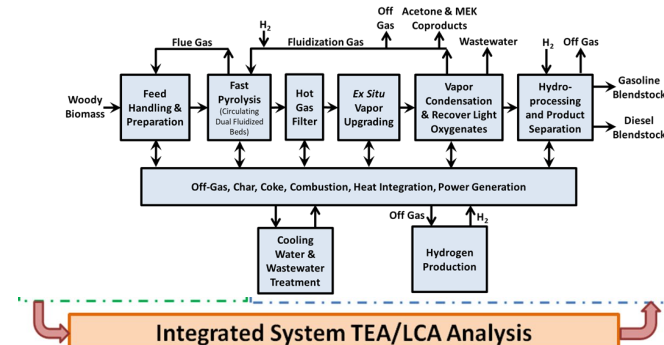 Off
Gas
Acetone & MEK
Coproducts
H2
Flue Gas
Fluidization Gas
Wastewater
H2
Off Gas
Woody
Biomass
Feed
Handling &
Preparation
Fast
Pyrolysis
(Circulating
Dual Fluidized
Beds)
Hot
Gas
Filter
Ex Situ
Vapor
Upgrading
Vapor
Condensation
& Recover Light
Oxygenates
Hydro-
processing
and Product
Separation
Gasoline
Blendstock
Diesel
Blendstock
Off-Gas, Char, Coke, Combustion, Heat Integration, Power Generation
Off Gas
H2
Cooling
Water &
Wastewater
Treatment
Hydrogen
Production
Integrated System TEA/LCA Analysis